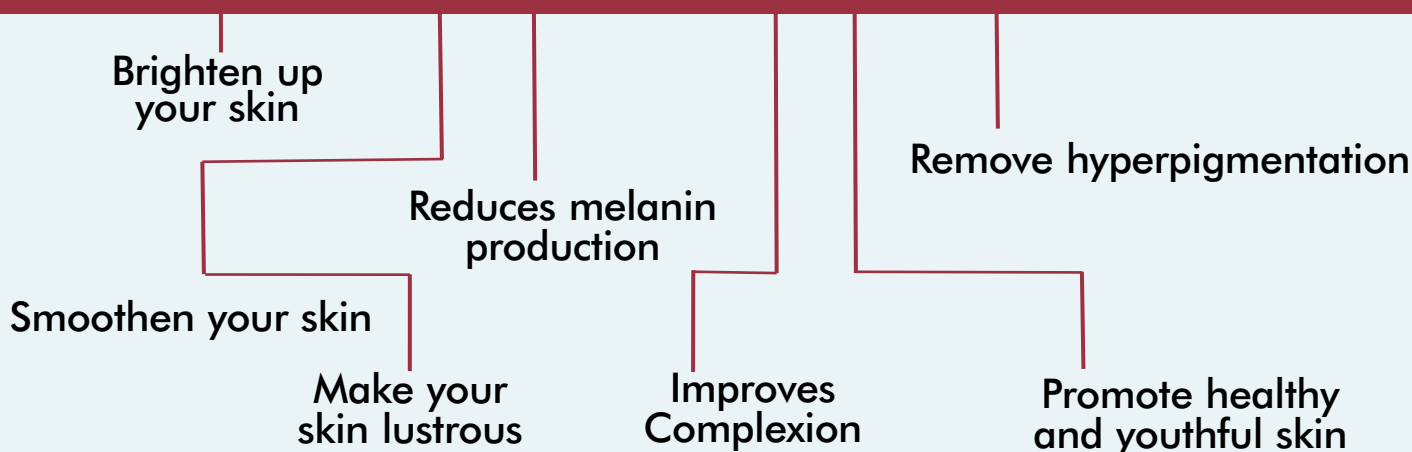 Brighten up
your skin
Remove hyperpigmentation
Reduces melanin
production
Smoothen your skin
Make your
skin lustrous
Improves
Complexion
Promote healthy
and youthful skin